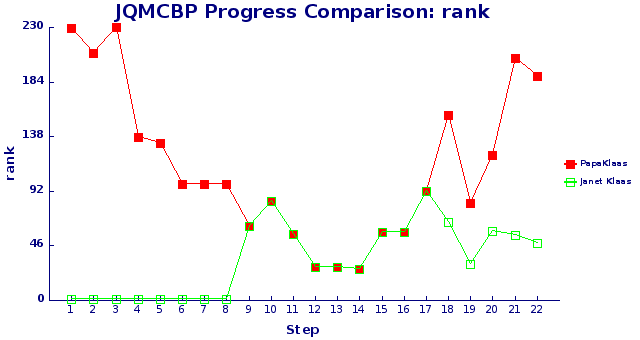 JQMCBP Progress Comparison: rank
230
184
138
92
46
0
rank
1 2 3 4 5 6 7 8 9 10 11 12 13 14 15 16 17 18 19 20 21 22
Step
PapaKlaas
Janet Klaas